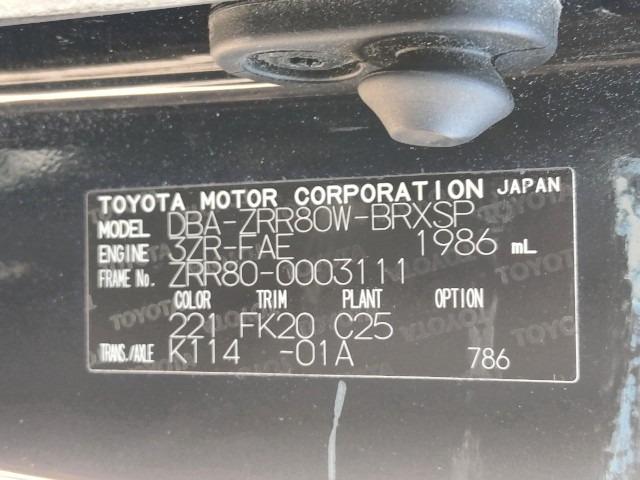 TOYOTA MOTOR CORPORATION JAPAN
MODEL DBA-ZRR80W-BRXSP
ENGINE 3ZR-FAE 1986 mL
FRAME No. ZRR80-0003111
COLOR TRIM PLANT OPTION
221 FK20 C25
TRANS./AXLE K114 -01A 786